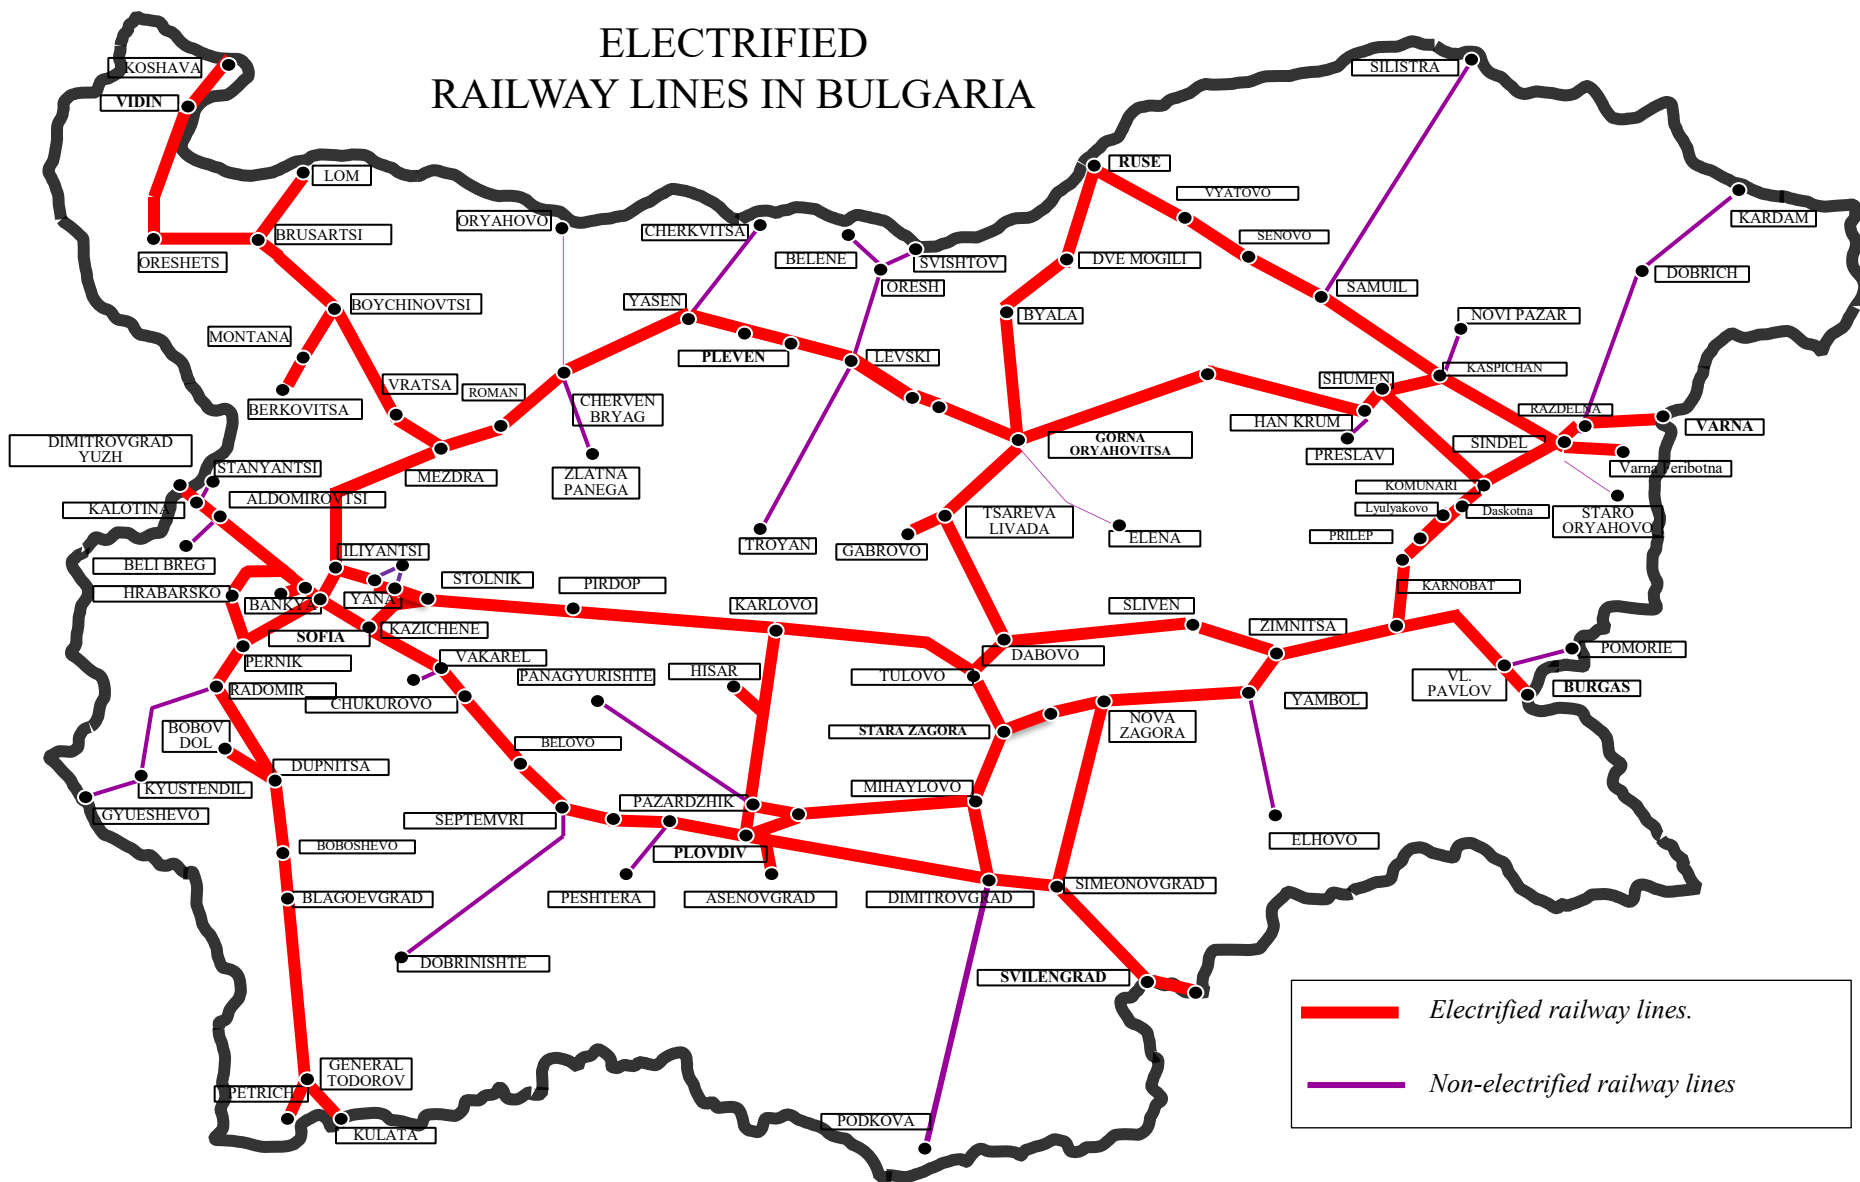 ELECTRIFIED
RAILWAY LINES IN BULGARIA
KOSHAVA
SILISTRA
VIDIN
RUSE
LOM
VYATOVO
ORYAHOVO
CHERKVITSA
KARDAM
BRUSARTSI
SENOVO
ORESHETS
BELENE
SVISHTOV
DVE MOGILI
DOBRICH
ORESH
SAMUIL
BOYCHINOVTSI
YASEN
BYALA
NOVI PAZAR
MONTANA
PLEVEN
LEVSKI
KASPICHAN
VRATSA
ROMAN
SHUMEN
BERKOVITSA
CHERVEN
BRYAG
RAZDELNA
HAN KRUM
VARNA
DIMITROVGRAD
YUZH
GORNA
ORYAHOVITSA
SINDEL
PRESLAV
STANYANTSI
MEZDRA
ZLATNA
PANEGA
Varna Feribotna
KOMUNARI
ALDOMIROVTSI
KALOTINA
Lyulyakovo
Daskotna
TSAREVA
LIVADA
STARO
ORYAHOVO
PRILEP
TROYAN
GABROVO
ELENA
ILIYANTSI
BELI BREG
STOLNIK
PIRDOP
KARNOBAT
HRABARSKO
BANKYA
YANA
KARLOVO
SLIVEN
ZIMNITSA
SOFIA
KAZICHENE
POMORIE
PERNIK
VAKAREL
DABOVO
PANAGYURISHTE
HISAR
TULOVO
VL.
PAVLOV
BURGAS
RADOMIR
CHUKUROVO
YAMBOL
BOBOV
DOL
STARA ZAGORA
NOVA
ZAGORA
BELOVO
DUPNITSA
KYUSTENDIL
MIHAYLOVO
GYUESHEVO
PAZARDZHIK
SEPTEMVRI
ELHOVO
BOBOSHEVO
PLOVDIV
SIMEONOVGRAD
BLAGOEVGRAD
PESHTERA
ASENOVGRAD
DIMITROVGRAD
DOBRINISHTE
SVILENGRAD
Electrified railway lines.
GENERAL
TODOROV
Non-electrified railway lines
PETRICH
PODKOVA
KULATA